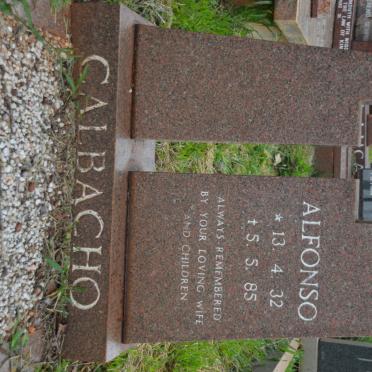 ALFONSO
* 13. 4. 32
† 5. 5. 85
ALWAYS REMEMBERED
BY YOUR LOVING WIFE
AND CHILDREN
CALBACHO